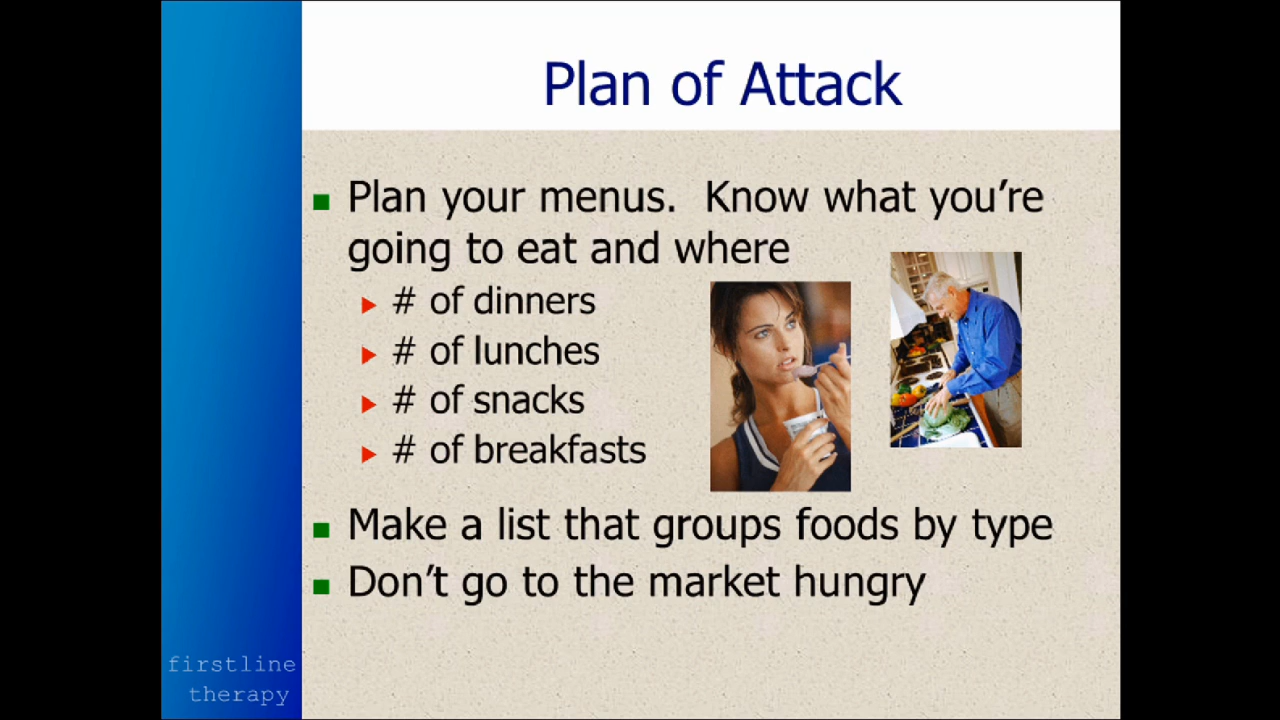 Plan of Attack
Plan your menus.  Know what you’re
going to eat and where
# of dinners
# of lunches
# of snacks
# of breakfasts
Make a list that groups foods by type
Don’t go to the market hungry
firstline
therapy